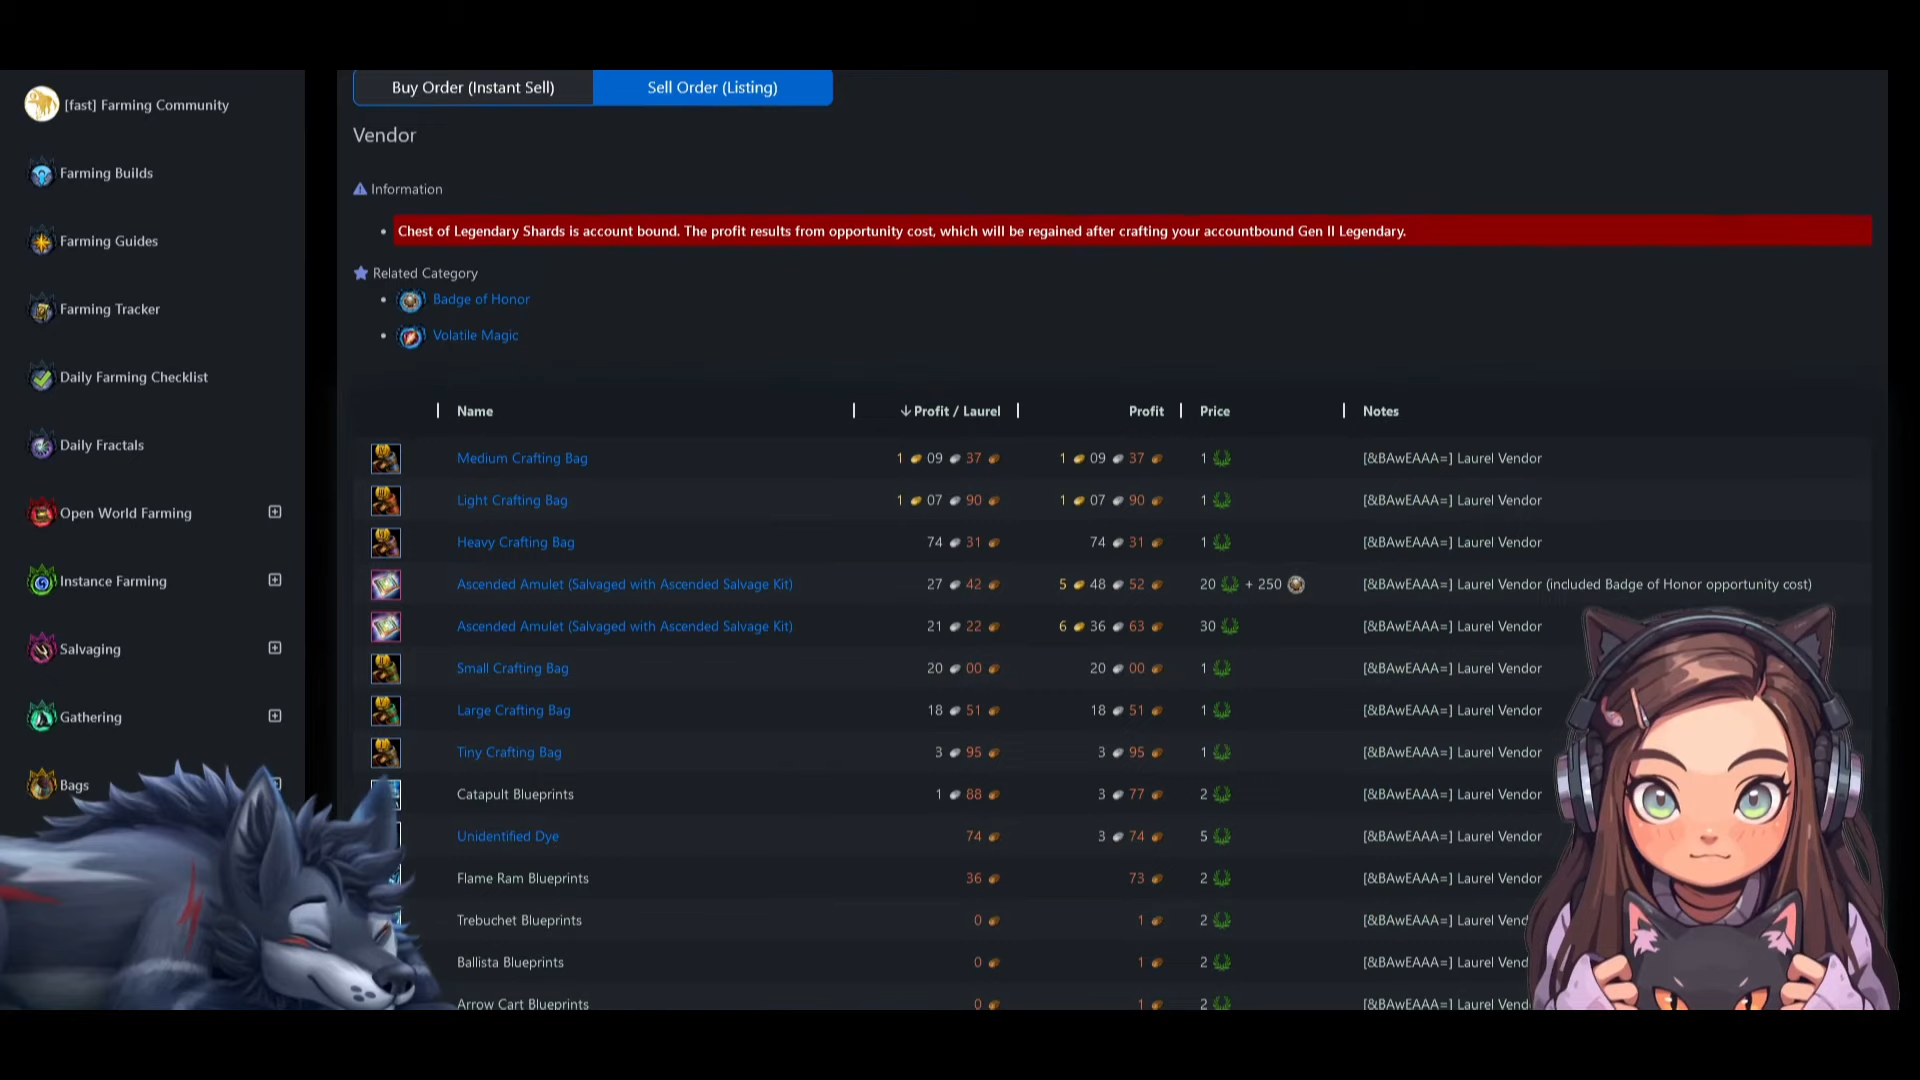 [fast] Farming Community
Farming Builds
Farming Guides
Farming Tracker
Daily Farming Checklist
Daily Fractals
Open World Farming
Instance Farming
Salvaging
Gathering
Bags
Buy Order (Instant Sell) Sell Order (Listing)
Vendor
Information
• Chest of Legendary Shards is account bound. The profit results from opportunity cost, which will be regained after crafting your accountbound Gen II Legendary.
Related Category
• Badge of Honor
• Volatile Magic
Name Profit / Laurel Profit Price Notes
Medium Crafting Bag 1 09 37 1 09 37 1 [&BAwEAAA=] Laurel Vendor
Light Crafting Bag 1 07 90 1 07 90 1 [&BAwEAAA=] Laurel Vendor
Heavy Crafting Bag 74 31 74 31 1 [&BAwEAAA=] Laurel Vendor
Ascended Amulet (Salvaged with Ascended Salvage Kit) 27 42 5 48 52 20 + 250 [&BAwEAAA=] Laurel Vendor (included Badge of Honor opportunity cost)
Ascended Amulet (Salvaged with Ascended Salvage Kit) 21 22 6 36 63 30 [&BAwEAAA=] Laurel Vendor
Small Crafting Bag 20 00 20 00 1 [&BAwEAAA=] Laurel Vendor
Large Crafting Bag 18 51 18 51 1 [&BAwEAAA=] Laurel Vendor
Tiny Crafting Bag 3 95 3 95 1 [&BAwEAAA=] Laurel Vendor
Catapult Blueprints 1 88 3 77 2 [&BAwEAAA=] Laurel Vendor
Unidentified Dye 74 3 74 5 [&BAwEAAA=] Laurel Vendor
Flame Ram Blueprints 36 73 2 [&BAwEAAA=] Laurel Vendor
Trebuchet Blueprints 0 1 2 [&BAwEAAA=] Laurel Vend
Ballista Blueprints 0 1 2 [&BAwEAAA=] Laurel Vend
Arrow Cart Blueprints 0 1 2 [&BAwEAAA=] Laurel Vend